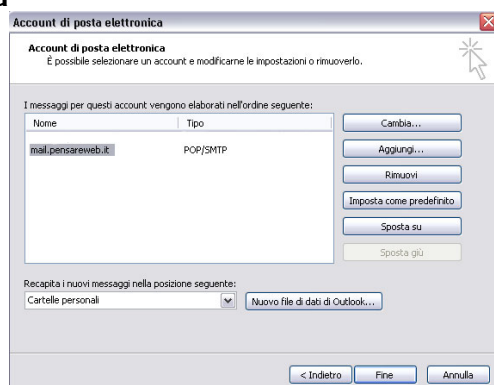 Account di posta elettronica
Account di posta elettronica
È possibile selezionare un account e modificarne le impostazioni o rimuoverlo.
I messaggi per questi account vengono elaborati nell'ordine seguente:
Nome Tipo
mail.pensareweb.it POP/SMTP
Cambia...
Aggiungi...
Rimuovi
Imposta come predefinito
Sposta su
Sposta giù
Recapita i nuovi messaggi nella posizione seguente:
Cartelle personali Nuovo file di dati di Outlook...
< Indietro Fine Annulla